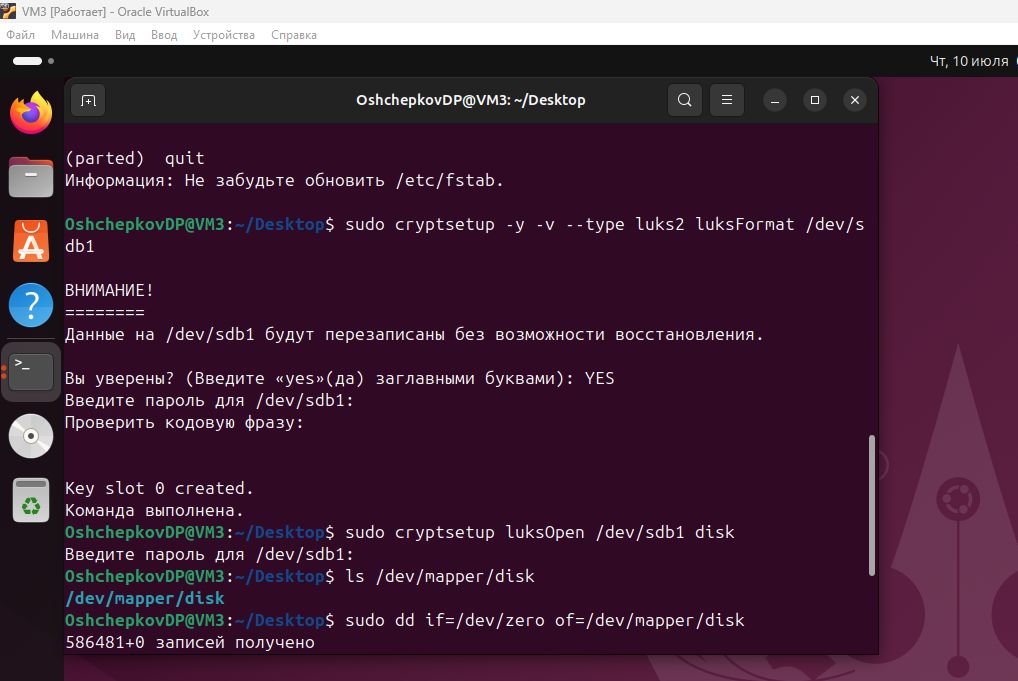 VM3 [Работает] - Oracle VirtualBox
Файл Машина Вид Ввод Устройства Справка
Чт, 10 июля
OshchepkovDP@VM3: ~/Desktop
(parted) quit
Информация: Не забудьте обновить /etc/fstab.
OshchepkovDP@VM3:~/Desktop$ sudo cryptsetup -y -v --type luks2 luksFormat /dev/s
db1
ВНИМАНИЕ!
========
Данные на /dev/sdb1 будут перезаписаны без возможности восстановления.
Вы уверены? (Введите «yes»(да) заглавными буквами): YES
Введите пароль для /dev/sdb1:
Проверить кодовую фразу:
Key slot 0 created.
Команда выполнена.
OshchepkovDP@VM3:~/Desktop$ sudo cryptsetup luksOpen /dev/sdb1 disk
Введите пароль для /dev/sdb1:
OshchepkovDP@VM3:~/Desktop$ ls /dev/mapper/disk
/dev/mapper/disk
OshchepkovDP@VM3:~/Desktop$ sudo dd if=/dev/zero of=/dev/mapper/disk
586481+0 записей получено